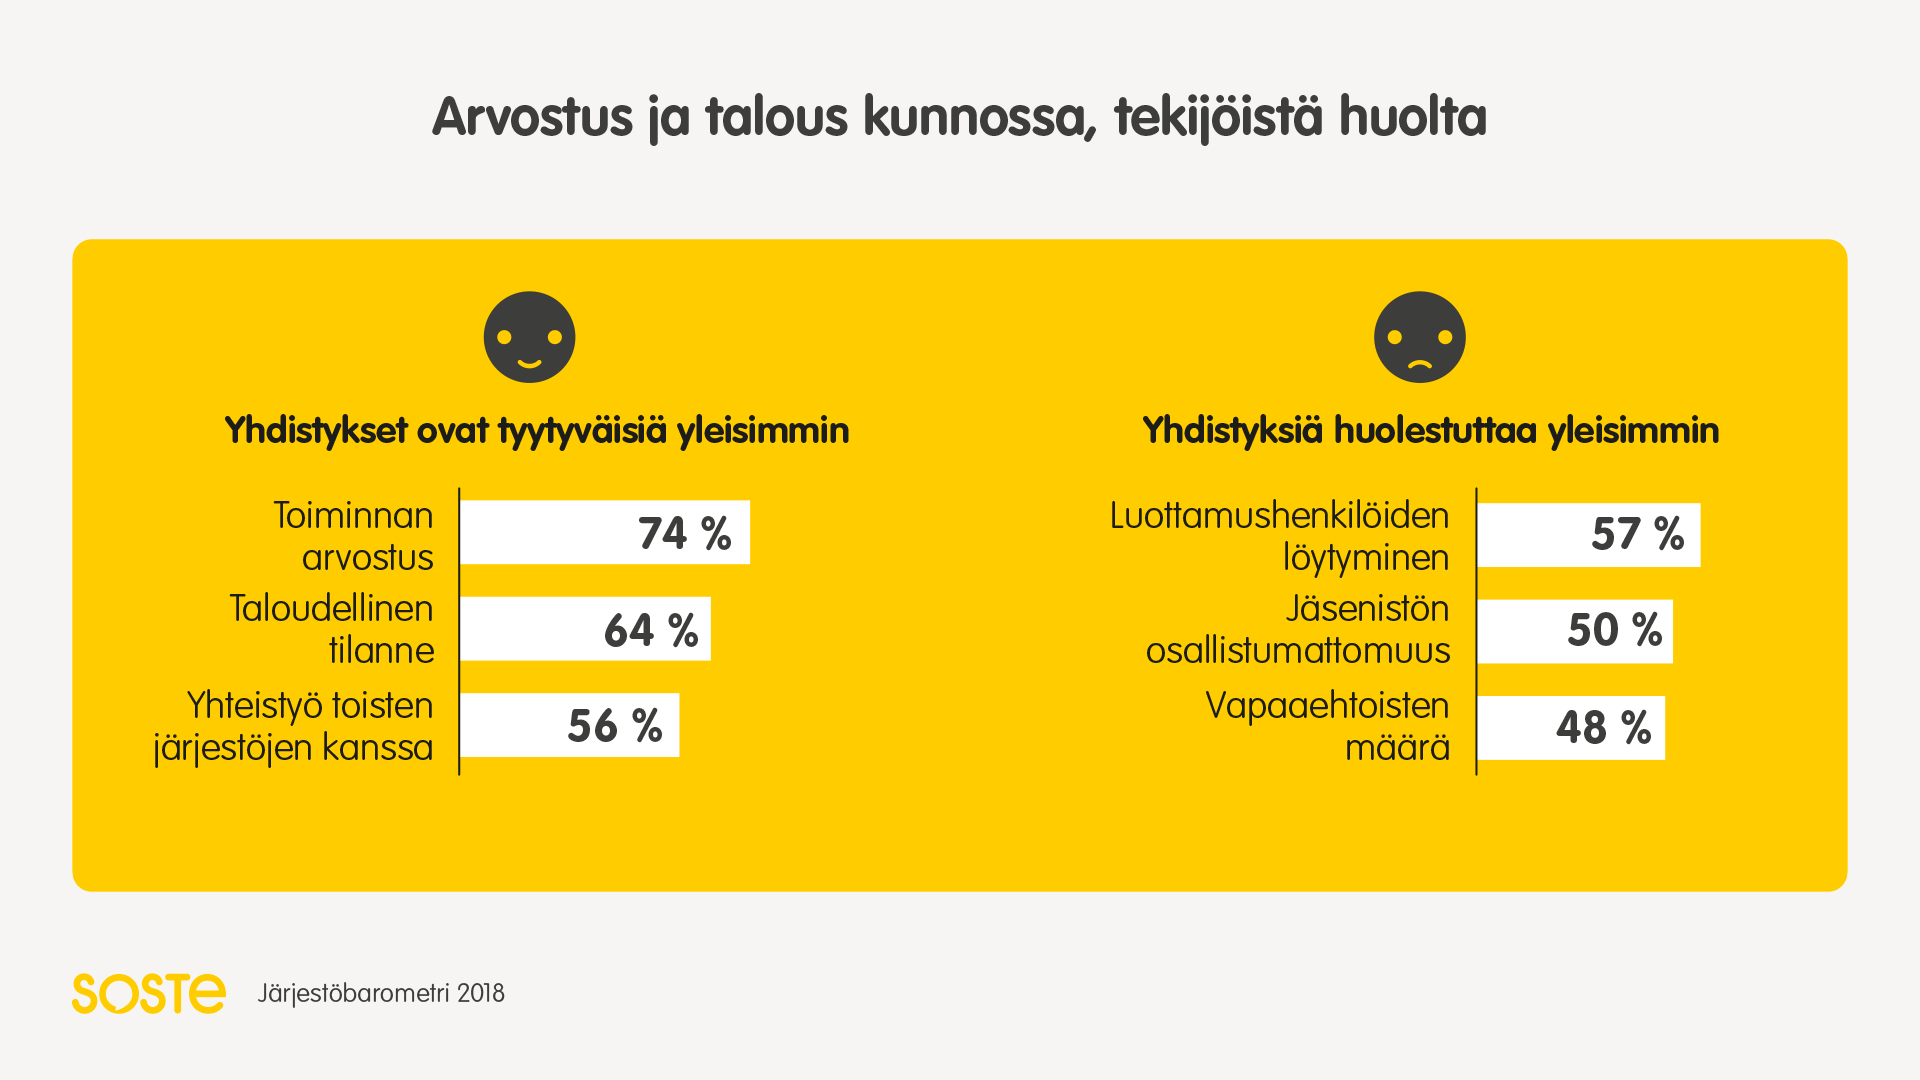 Arvostus ja talous kunnossa, tekijöistä huolta
Yhdistykset ovat tyytyväisiä yleisimmin
Toiminnan
arvostus
74 %
Taloudellinen
tilanne
64 %
Yhteistyö toisten
järjestöjen kanssa
56 %
Yhdistyksiä huolestuttaa yleisimmin
Luottamushenkilöiden
löytyminen
57 %
Jäsenistön
osallistumattomuus
50 %
Vapaaehtoisten
määrä
48 %
soste Järjestöbarometri 2018